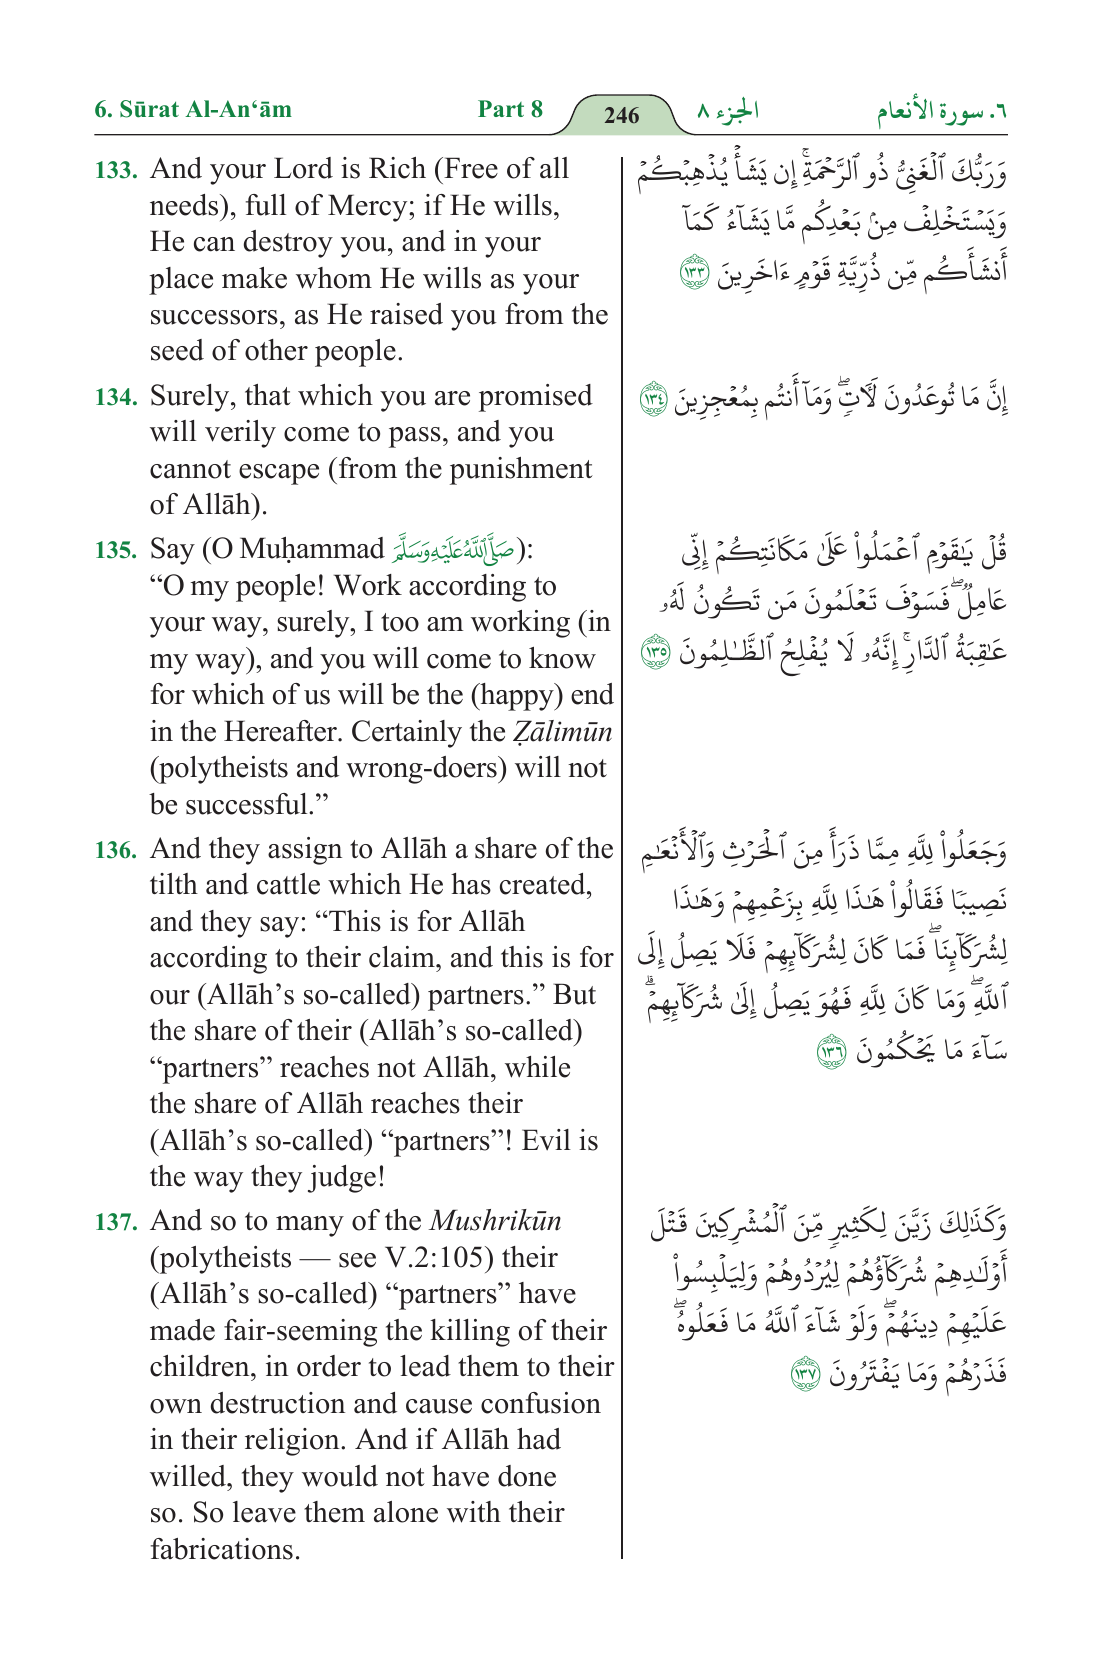 6. Sūrat Al-An‘ām
Part 8
246
الجزء ٨
٦. سورة الأنعام
133. And your Lord is Rich (Free of all
needs), full of Mercy; if He wills,
He can destroy you, and in your
place make whom He wills as your
successors, as He raised you from the
seed of other people.
وَرَبُّكَ ٱلۡغَنِيُّ ذُو ٱلرَّحۡمَةِۚ إِن يَشَأۡ يُذۡهِبۡكُمۡ
وَيَسۡتَخۡلِفۡ مِنۢ بَعۡدِكُم مَّا يَشَآءُ كَمَآ
أَنشَأَكُم مِّن ذُرِّيَّةِ قَوۡمٍ ءَاخَرِينَ ١٣٣
134. Surely, that which you are promised
will verily come to pass, and you
cannot escape (from the punishment
of Allāh).
إِنَّ مَا تُوعَدُونَ لَأٓتٖۖ وَمَآ أَنتُم بِمُعۡجِزِينَ ١٣٤
135. Say (O Muḥammad صَلَّى ٱللَّهُ عَلَيْهِ وَسَلَّمَ):
“O my people! Work according to
your way, surely, I too am working (in
my way), and you will come to know
for which of us will be the (happy) end
in the Hereafter. Certainly the Ẓālimūn
(polytheists and wrong-doers) will not
be successful.”
قُلۡ يَٰقَوۡمِ ٱعۡمَلُواْ عَلَىٰ مَكَانَتِكُمۡ إِنِّي
عَامِلٞۖ فَسَوۡفَ تَعۡلَمُونَ مَن تَكُونُ لَهُۥ
عَٰقِبَةُ ٱلدَّارِۚ إِنَّهُۥ لَا يُفۡلِحُ ٱلظَّٰلِمُونَ ١٣٥
136. And they assign to Allāh a share of the
tilth and cattle which He has created,
and they say: “This is for Allāh
according to their claim, and this is for
our (Allāh’s so-called) partners.” But
the share of their (Allāh’s so-called)
“partners” reaches not Allāh, while
the share of Allāh reaches their
(Allāh’s so-called) “partners”! Evil is
the way they judge!
وَجَعَلُواْ لِلَّهِ مِمَّا ذَرَأَ مِنَ ٱلۡحَرۡثِ وَٱلۡأَنۡعَٰمِ
نَصِيبٗا فَقَالُواْ هَٰذَا لِلَّهِ بِزَعۡمِهِمۡ وَهَٰذَا
لِشُرَكَآئِنَاۖ فَمَا كَانَ لِشُرَكَآئِهِمۡ فَلَا يَصِلُ إِلَى
ٱللَّهِۖ وَمَا كَانَ لِلَّهِ فَهُوَ يَصِلُ إِلَىٰ شُرَكَآئِهِمۡۗ
سَآءَ مَا يَحۡكُمُونَ ١٣٦
137. And so to many of the Mushrikūn
(polytheists — see V.2:105) their
(Allāh’s so-called) “partners” have
made fair-seeming the killing of their
children, in order to lead them to their
own destruction and cause confusion
in their religion. And if Allāh had
willed, they would not have done
so. So leave them alone with their
fabrications.
وَكَذَٰلِكَ زَيَّنَ لِكَثِيرٖ مِّنَ ٱلۡمُشۡرِكِينَ قَتۡلَ
أَوۡلَٰدِهِمۡ شُرَكَآؤُهُمۡ لِيُرۡدُوهُمۡ وَلِيَلۡبِسُواْ
عَلَيۡهِمۡ دِينَهُمۡۖ وَلَوۡ شَآءَ ٱللَّهُ مَا فَعَلُوهُۖ
فَذَرۡهُمۡ وَمَا يَفۡتَرُونَ ١٣٧